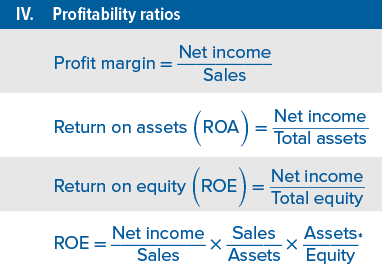 IV. Profitability ratios
Profit margin = Net income / Sales
Return on assets (ROA) = Net income / Total assets
Return on equity (ROE) = Net income / Total equity
ROE = Net income / Sales × Sales / Assets × Assets* / Equity